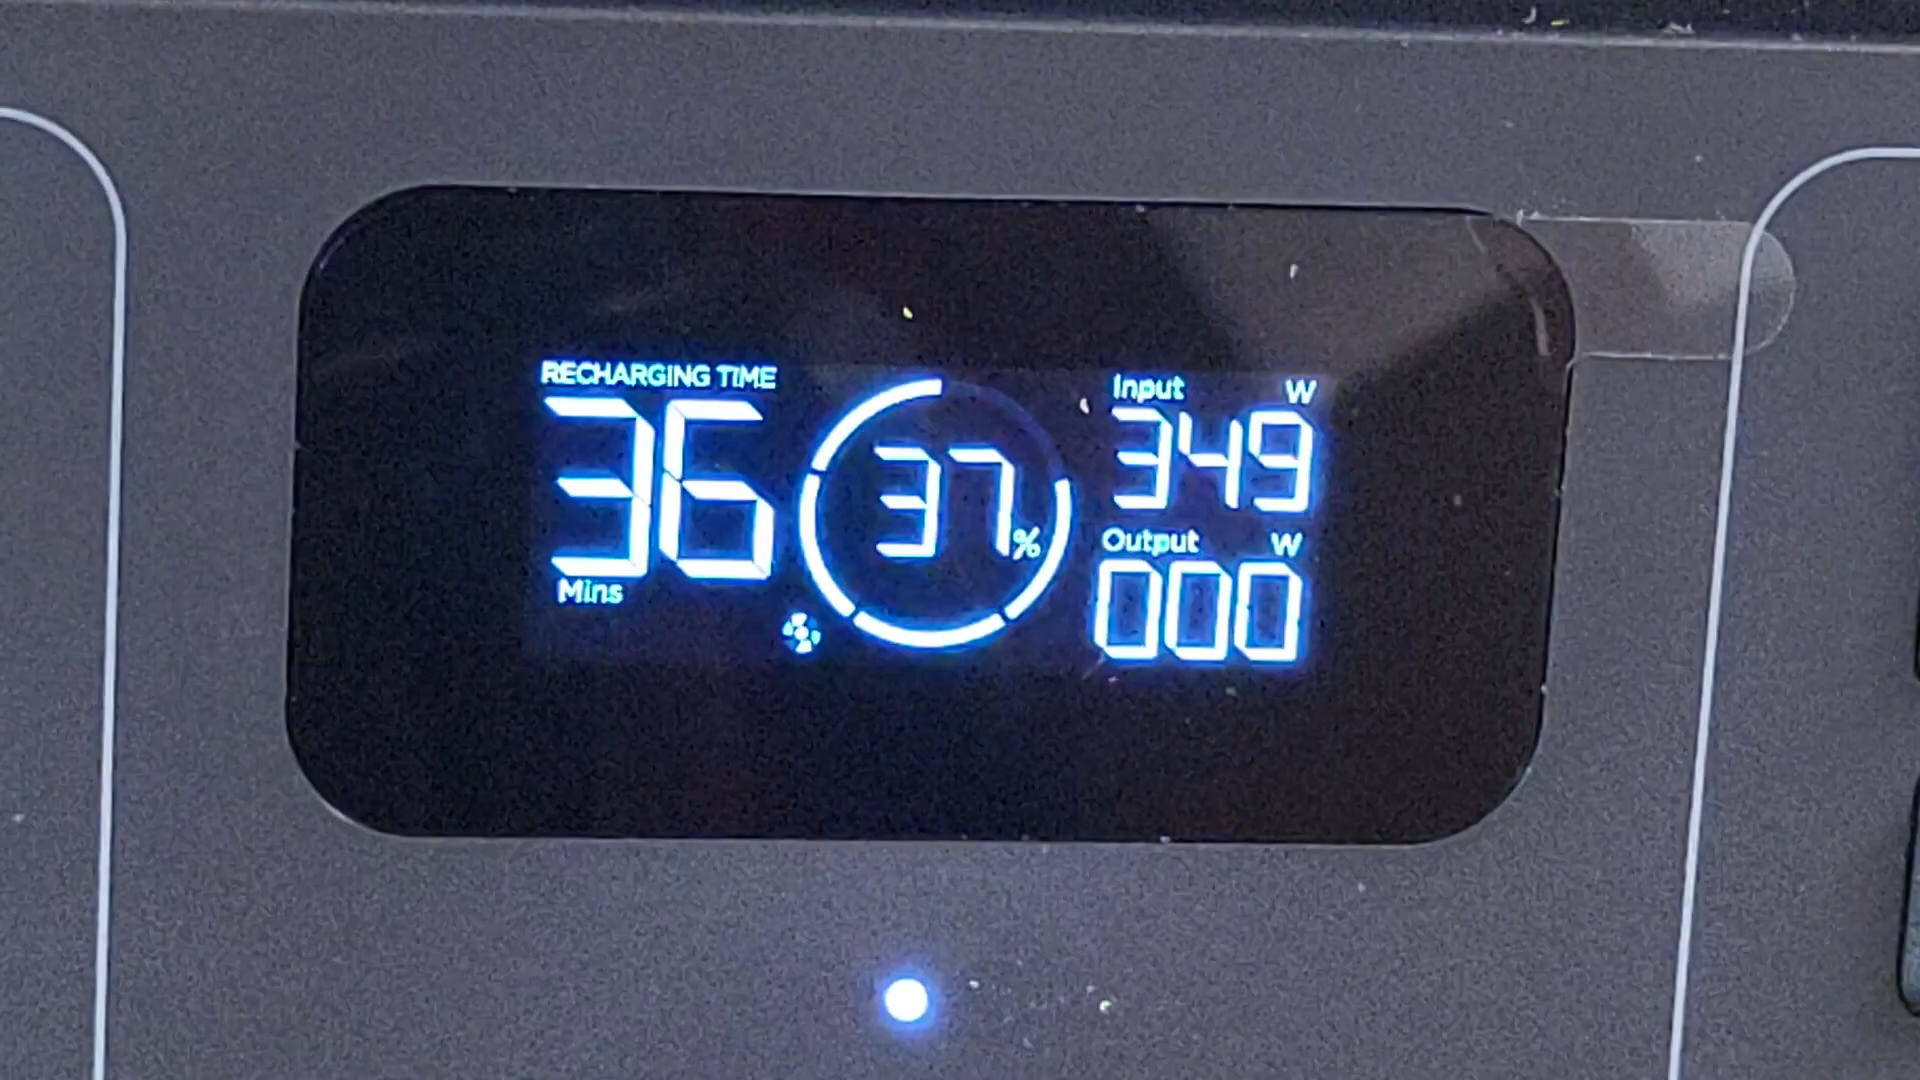 RECHARGING TIME
36
Mins
37%
Input W
349
Output W
000